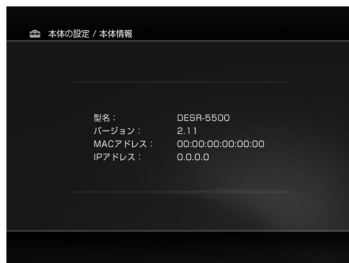 本体の設定 / 本体情報
型名： DESR-5500
バージョン： 2.11
MACアドレス： 00:00:00:00:00:00
IPアドレス： 0.0.0.0